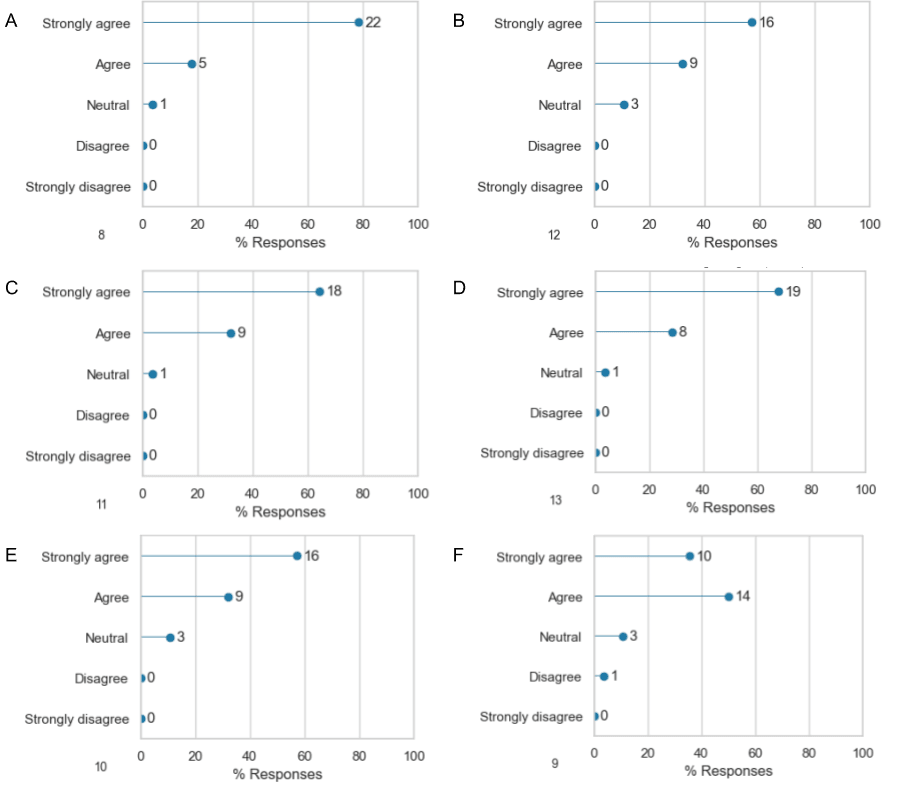 A
Strongly agree 22
Agree 5
Neutral 1
Disagree 0
Strongly disagree 0
0 20 40 60 80 100
8
% Responses
B
Strongly agree 16
Agree 9
Neutral 3
Disagree 0
Strongly disagree 0
0 20 40 60 80 100
12
% Responses
C
Strongly agree 18
Agree 9
Neutral 1
Disagree 0
Strongly disagree 0
0 20 40 60 80 100
11
% Responses
D
Strongly agree 19
Agree 8
Neutral 1
Disagree 0
Strongly disagree 0
0 20 40 60 80 100
13
% Responses
E
Strongly agree 16
Agree 9
Neutral 3
Disagree 0
Strongly disagree 0
0 20 40 60 80 100
10
% Responses
F
Strongly agree 10
Agree 14
Neutral 3
Disagree 1
Strongly disagree 0
0 20 40 60 80 100
9
% Responses